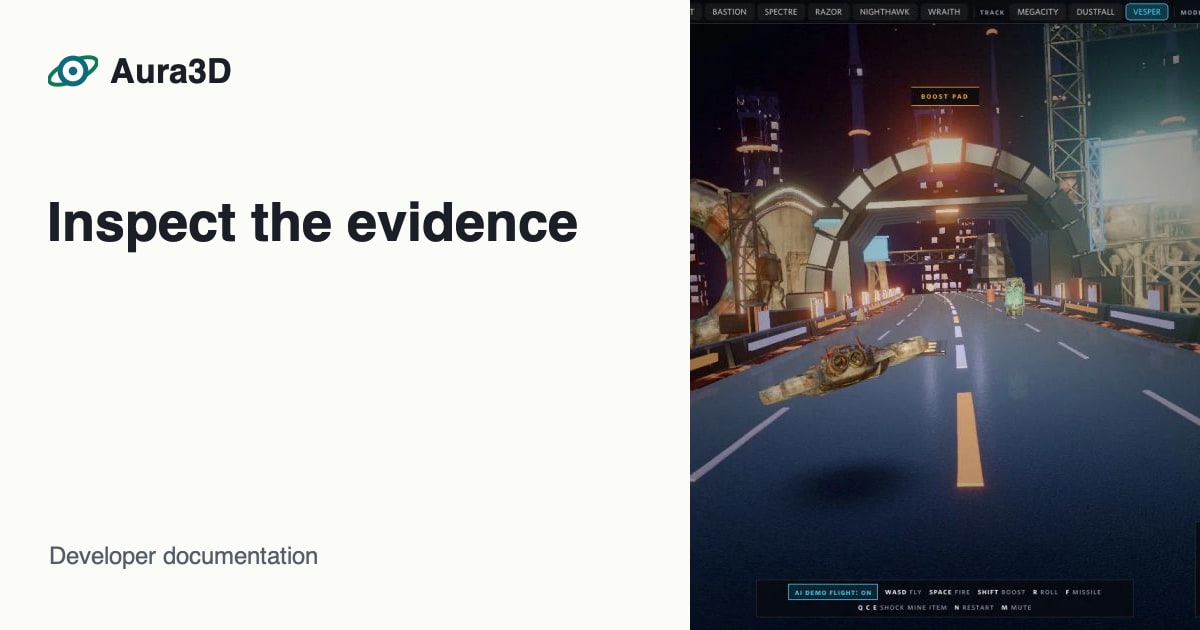 Aura3D
Inspect the evidence
Developer documentation
T BASTION SPECTRE RAZOR NIGHTHAWK WRAITH TRACK MEGACITY DUSTFALL VESPER MODE
BOOST PAD
AI DEMO FLIGHT: ON WASD FLY SPACE FIRE SHIFT BOOST R ROLL F MISSILE
Q C E SHOCK MINE ITEM N RESTART M MUTE